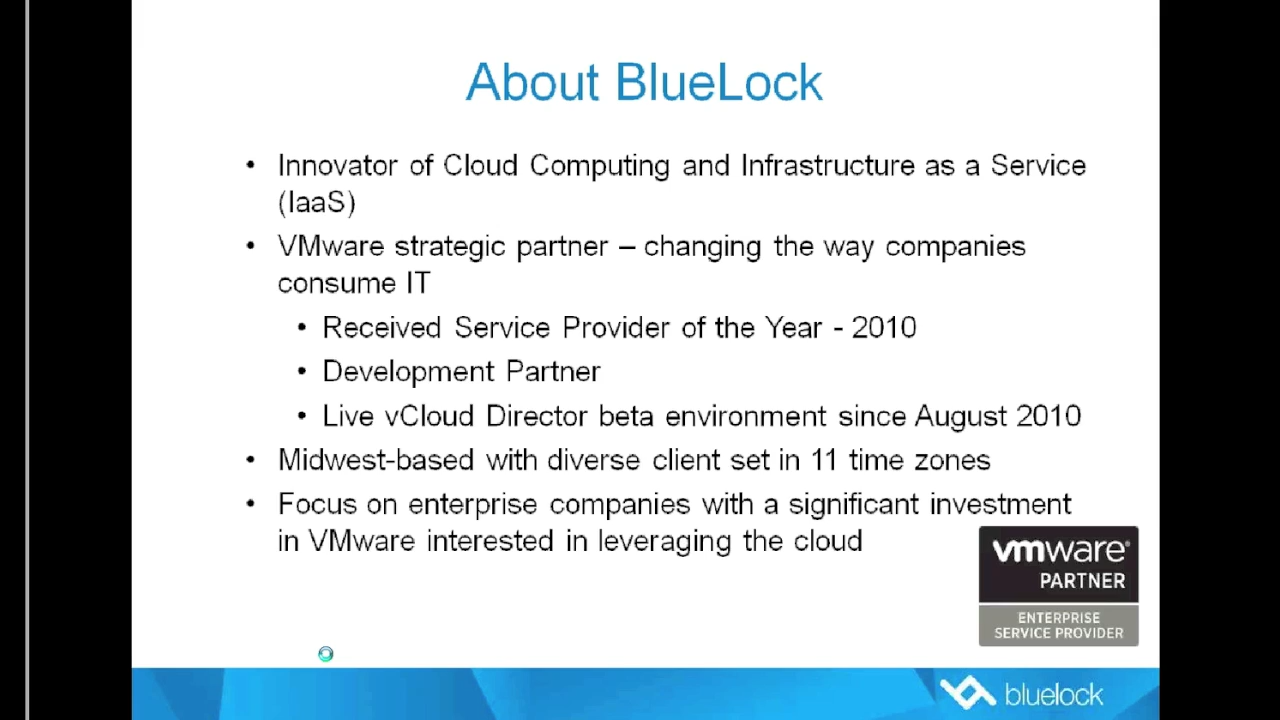 About BlueLock
• Innovator of Cloud Computing and Infrastructure as a Service
(IaaS)
• VMware strategic partner – changing the way companies
consume IT
• Received Service Provider of the Year - 2010
• Development Partner
• Live vCloud Director beta environment since August 2010
• Midwest-based with diverse client set in 11 time zones
• Focus on enterprise companies with a significant investment
in VMware interested in leveraging the cloud
vmware®
PARTNER
ENTERPRISE
SERVICE PROVIDER
bluelock